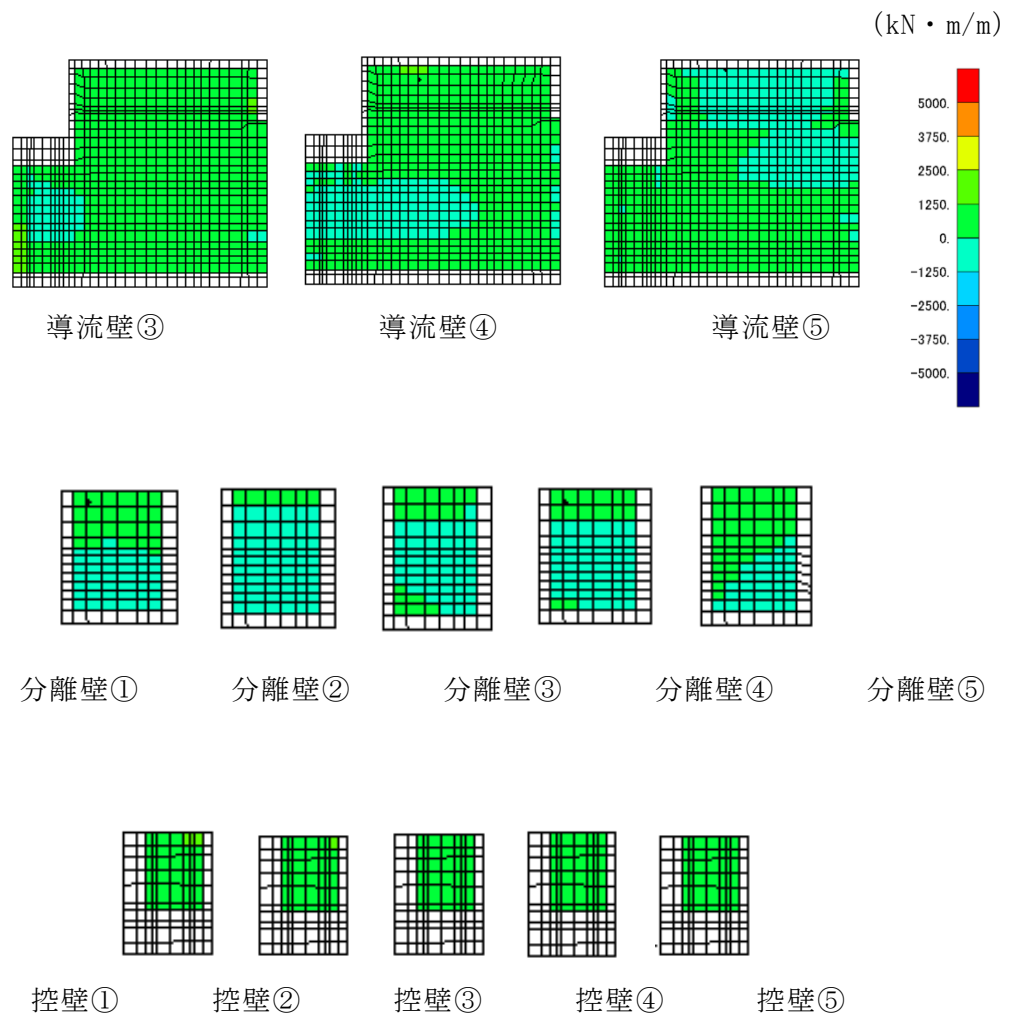 (kN・m/m)
5000.
3750.
2500.
1250.
0.
-1250.
-2500.
-3750.
-5000.
導流壁③ 導流壁④ 導流壁⑤
分離壁① 分離壁② 分離壁③ 分離壁④ 分離壁⑤
控壁① 控壁② 控壁③ 控壁④ 控壁⑤